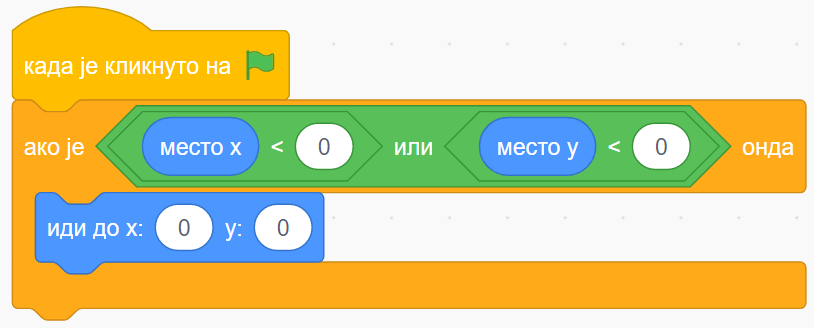 када је кликнуто на
ако је место x < 0 или место y < 0 онда
иди до x: 0 y: 0